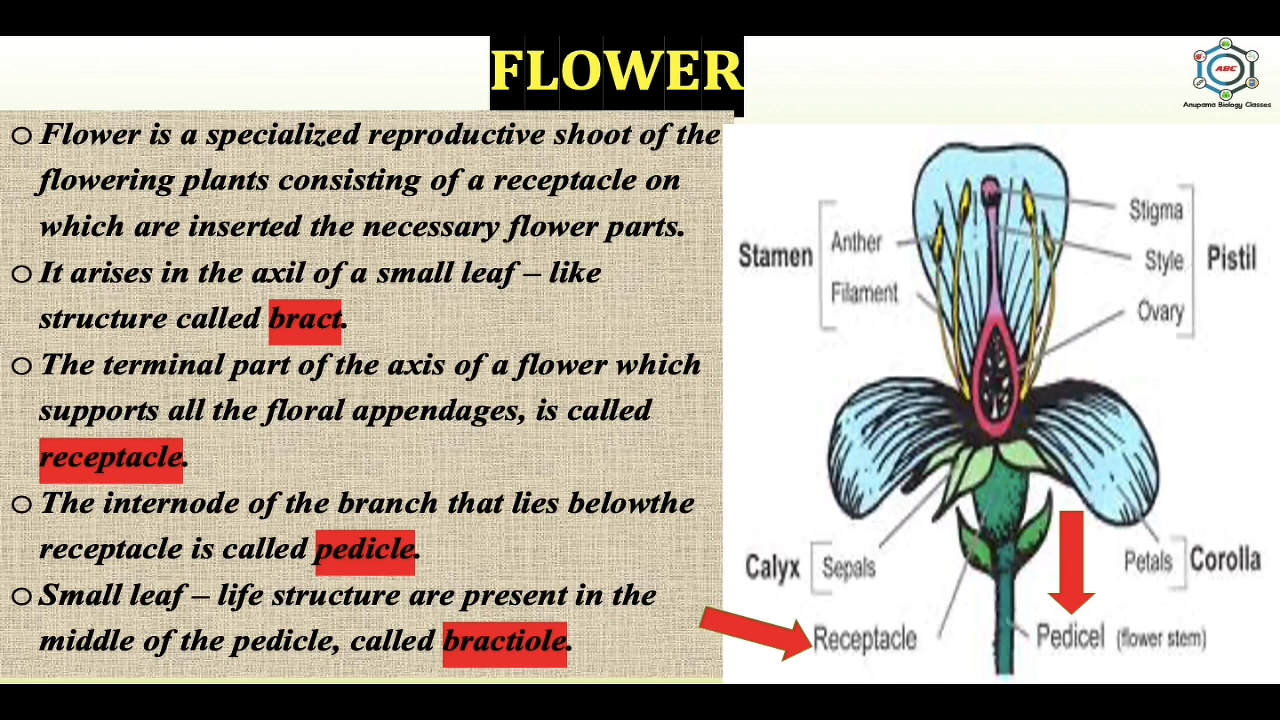 FLOWER
ABC
Anupama Biology Classes
○ Flower is a specialized reproductive shoot of the
flowering plants consisting of a receptacle on
which are inserted the necessary flower parts.
○ It arises in the axil of a small leaf – like
structure called bract.
○ The terminal part of the axis of a flower which
supports all the floral appendages, is called
receptacle.
○ The internode of the branch that lies belowthe
receptacle is called pedicle.
○ Small leaf – life structure are present in the
middle of the pedicle, called bractiole.
Stamen
Anther
Filament
Stigma
Style
Ovary
Pistil
Calyx
Sepals
Petals
Corolla
Receptacle
Pedicel (flower stem)